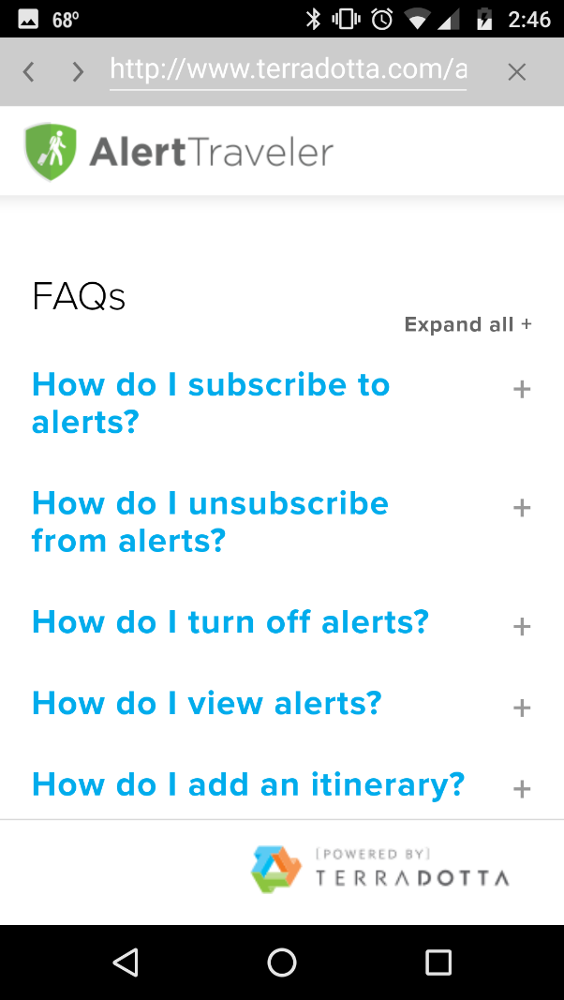 68° 2:46
http://www.terradotta.com/a
AlertTraveler
FAQs
Expand all +
How do I subscribe to +
alerts?
How do I unsubscribe +
from alerts?
How do I turn off alerts? +
How do I view alerts? +
How do I add an itinerary? +
[POWERED BY]
TERRADOTTA